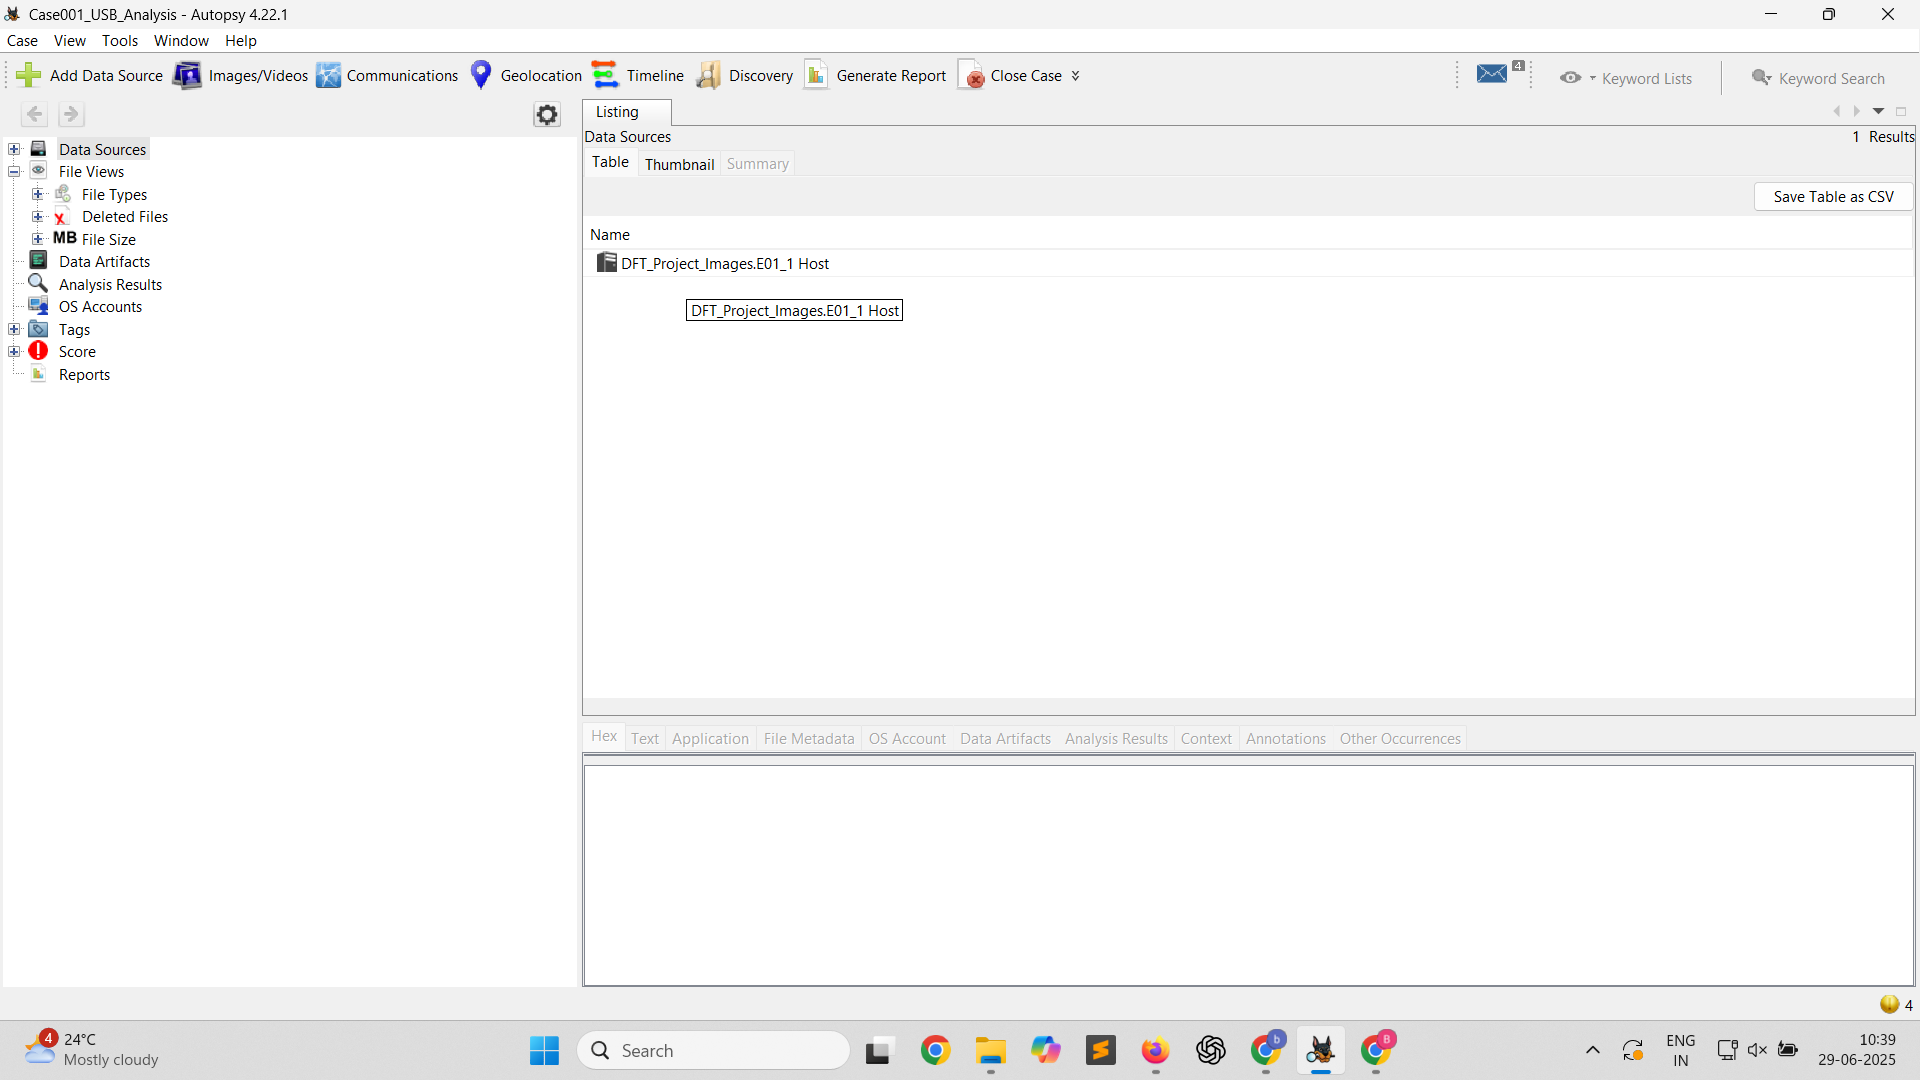 Case001_USB_Analysis - Autopsy 4.22.1
Case View Tools Window Help
Add Data Source Images/Videos Communications Geolocation Timeline Discovery Generate Report Close Case 4 Keyword Lists Keyword Search
Listing
Data Sources 1 Results
Table Thumbnail Summary
Save Table as CSV
Name
DFT_Project_Images.E01_1 Host
DFT_Project_Images.E01_1 Host
Data Sources
File Views
File Types
Deleted Files
MB File Size
Data Artifacts
Analysis Results
OS Accounts
Tags
Score
Reports
Hex Text Application File Metadata OS Account Data Artifacts Analysis Results Context Annotations Other Occurrences
4
4 24°C
Mostly cloudy
Search
b
B
ENG
IN
10:39
29-06-2025